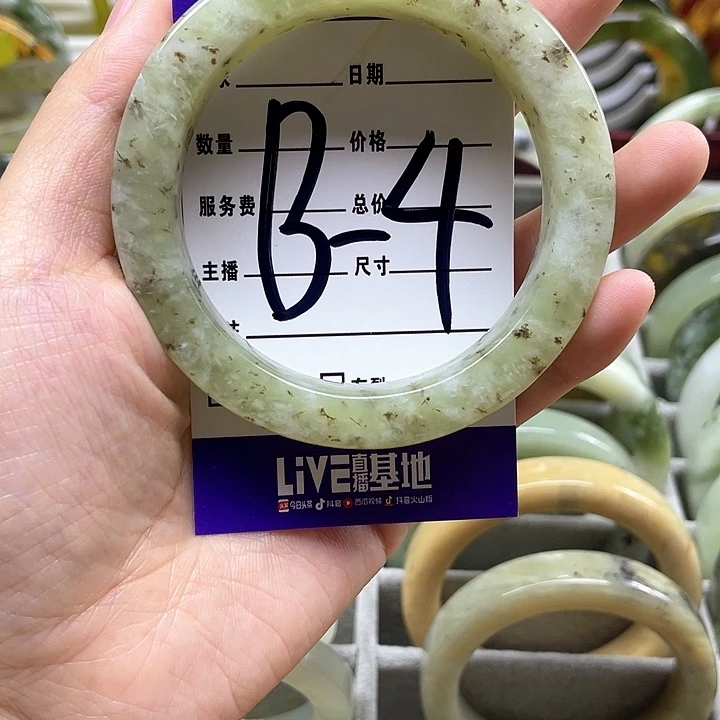 日期
数量 价格
服务费 总价
主播 尺寸
B-4
LiVE直播基地
头条 今日头条 抖音 西瓜视频 抖音火山版